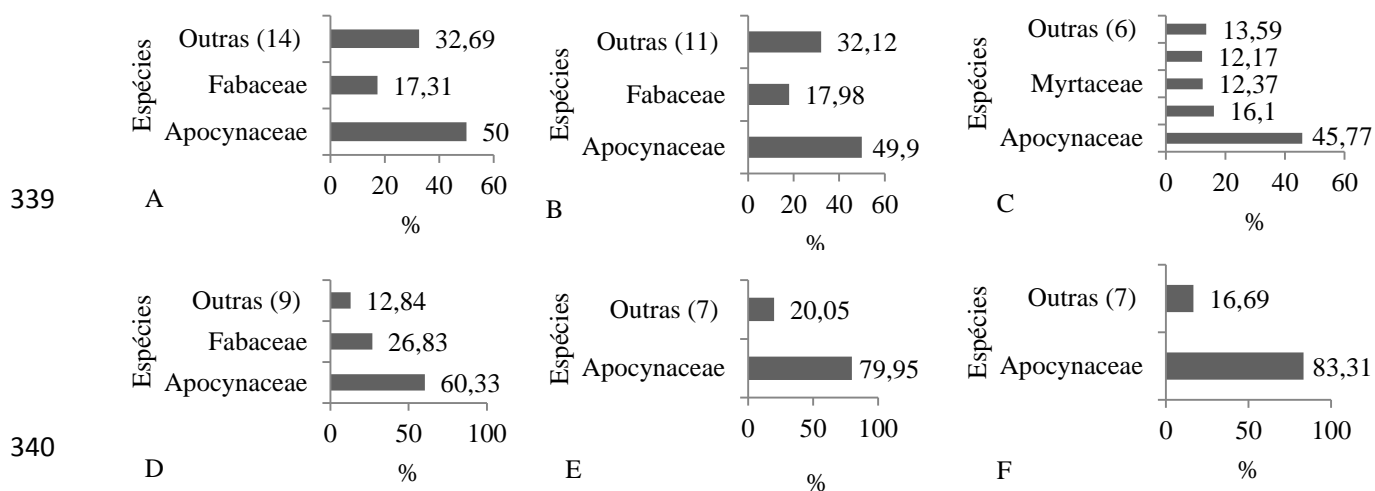 Espécies
Outras (14) 32,69
Fabaceae 17,31
Apocynaceae 50
0 20 40 60
%
339 A
Espécies
Outras (11) 32,12
Fabaceae 17,98
Apocynaceae 49,9
0 20 40 60
%
B
Espécies
Outras (6) 13,59
12,17
Myrtaceae 12,37
16,1
Apocynaceae 45,77
0 20 40 60
%
C
Espécies
Outras (9) 12,84
Fabaceae 26,83
Apocynaceae 60,33
0 50 100
%
340 D
Espécies
Outras (7) 20,05
Apocynaceae 79,95
0 50 100
%
E
Espécies
Outras (7) 16,69
Apocynaceae 83,31
0 50 100
%
F